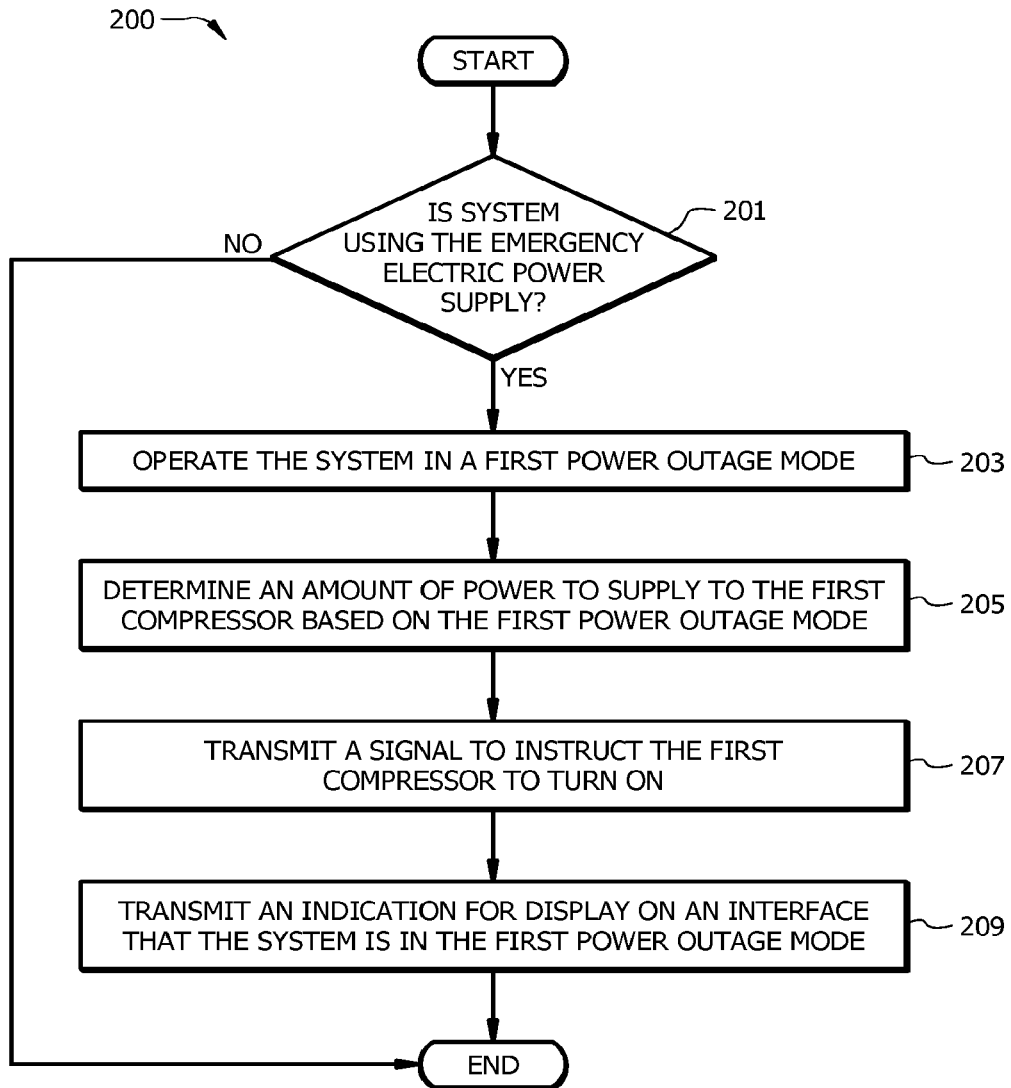 200
START
IS SYSTEM
USING THE EMERGENCY
ELECTRIC POWER
SUPPLY?
201
NO
YES
OPERATE THE SYSTEM IN A FIRST POWER OUTAGE MODE
203
DETERMINE AN AMOUNT OF POWER TO SUPPLY TO THE FIRST
COMPRESSOR BASED ON THE FIRST POWER OUTAGE MODE
205
TRANSMIT A SIGNAL TO INSTRUCT THE FIRST
COMPRESSOR TO TURN ON
207
TRANSMIT AN INDICATION FOR DISPLAY ON AN INTERFACE
THAT THE SYSTEM IS IN THE FIRST POWER OUTAGE MODE
209
END